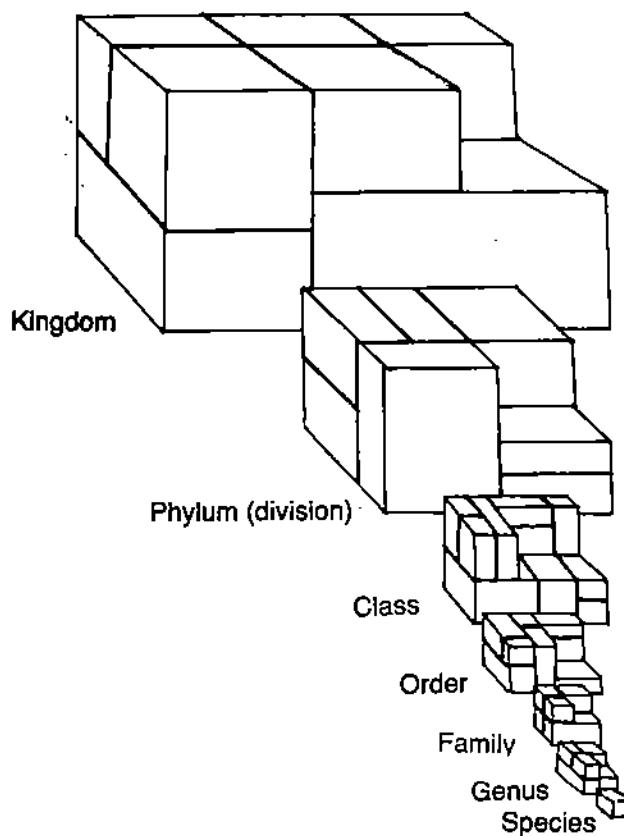 Kingdom
Phylum (division)
Class
Order
Family
Genus
Species